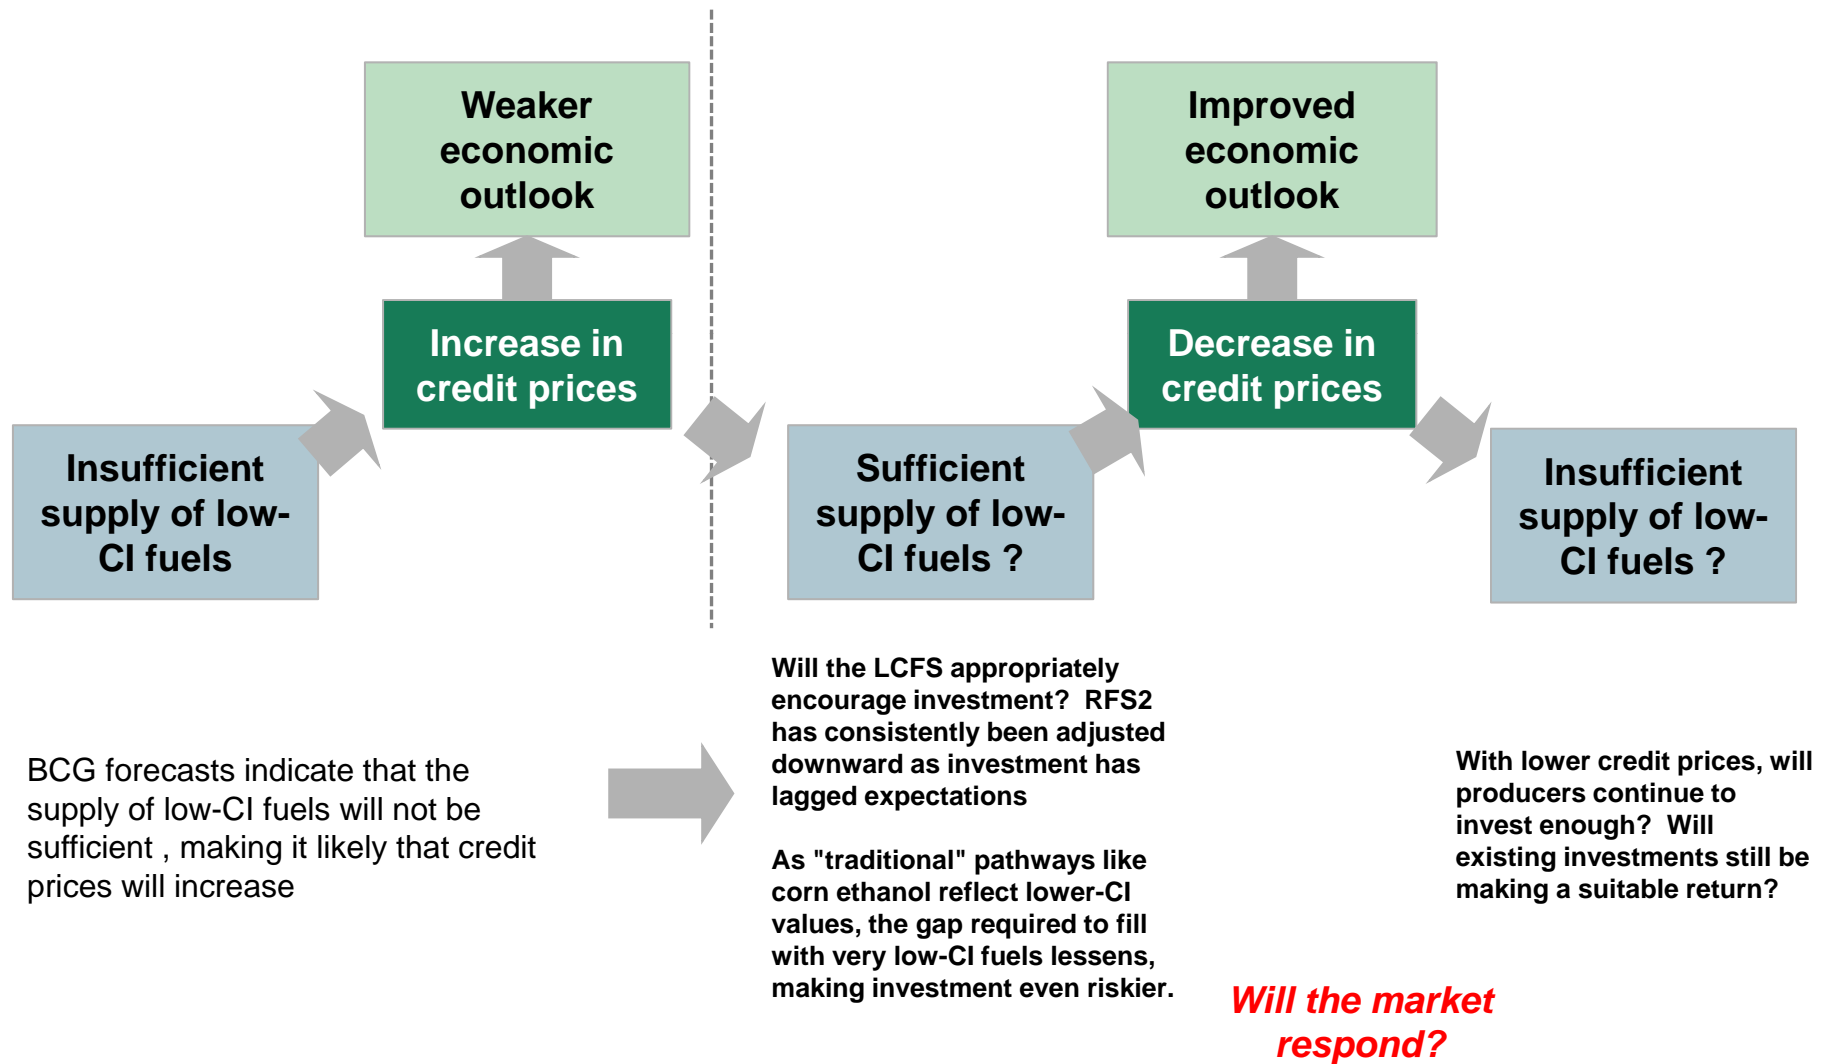 Weaker
economic
outlook
Improved
economic
outlook
Increase in
credit prices
Decrease in
credit prices
Insufficient
supply of low-
CI fuels
Sufficient
supply of low-
CI fuels ?
Insufficient
supply of low-
CI fuels ?
BCG forecasts indicate that the
supply of low-CI fuels will not be
sufficient , making it likely that credit
prices will increase
Will the LCFS appropriately
encourage investment?  RFS2
has consistently been adjusted
downward as investment has
lagged expectations
As "traditional" pathways like
corn ethanol reflect lower-CI
values, the gap required to fill
with very low-CI fuels lessens,
making investment even riskier.
With lower credit prices, will
producers continue to
invest enough?  Will
existing investments still be
making a suitable return?
Will the market
respond?